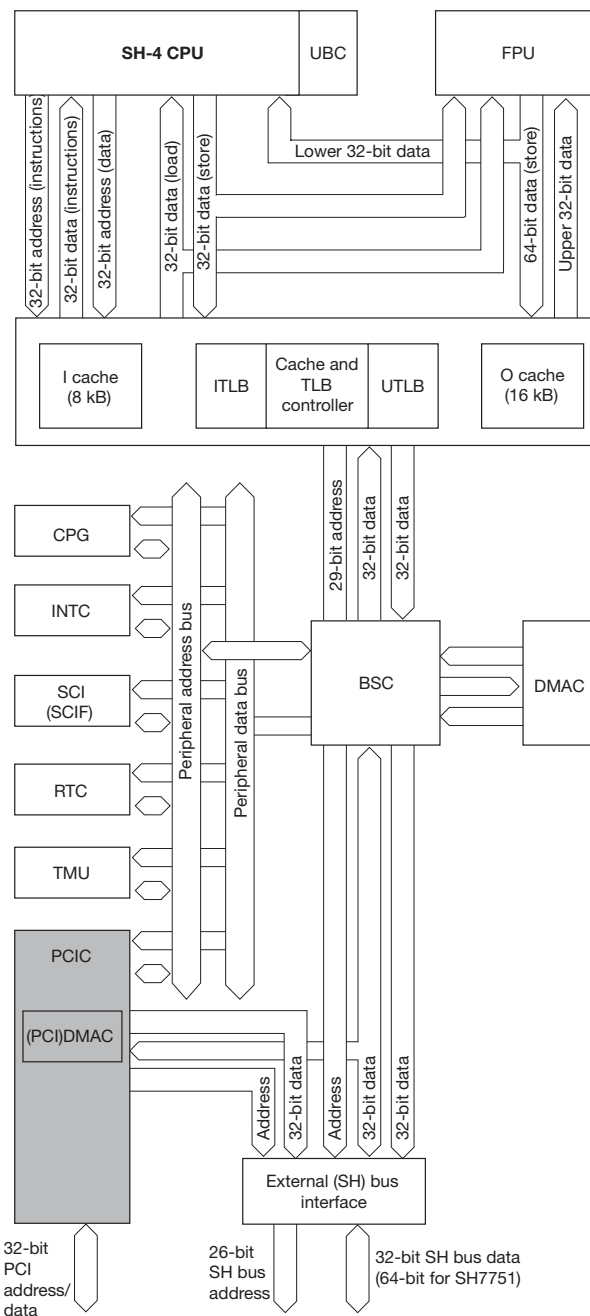 SH-4 CPU
UBC
FPU
32-bit address (instructions)
32-bit data (instructions)
32-bit address (data)
32-bit data (load)
32-bit data (store)
Lower 32-bit data
64-bit data (store)
Upper 32-bit data
I cache
(8 kB)
ITLB
Cache and
TLB
controller
UTLB
O cache
(16 kB)
29-bit address
32-bit data
32-bit data
CPG
INTC
SCI
(SCIF)
RTC
TMU
Peripheral address bus
Peripheral data bus
BSC
DMAC
PCIC
(PCI)DMAC
Address
32-bit data
Address
32-bit data
32-bit data
External (SH) bus
interface
32-bit
PCI
address/
data
26-bit
SH bus
address
32-bit SH bus data
(64-bit for SH7751)